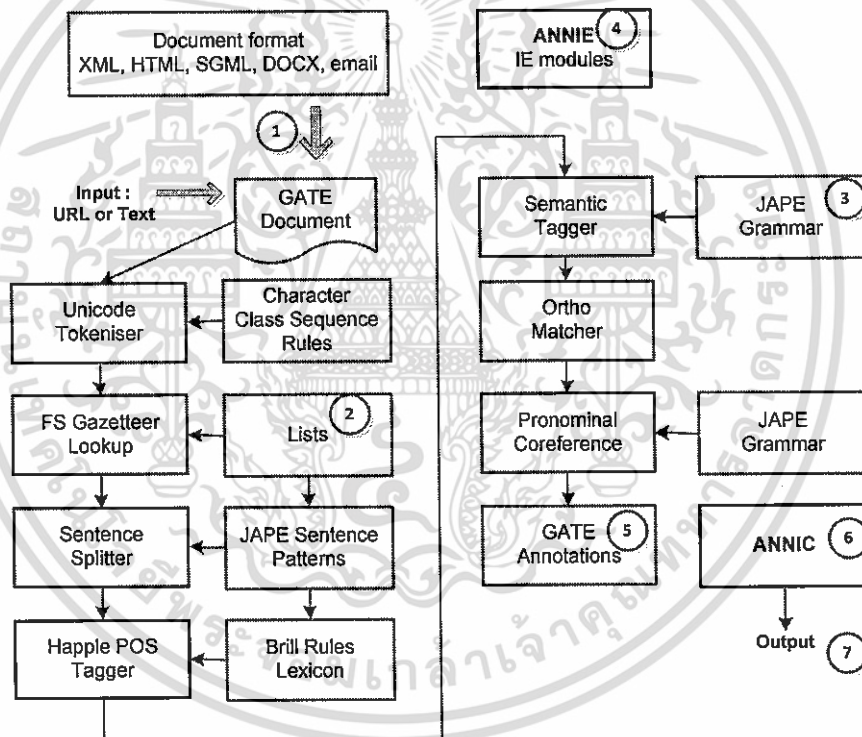 Document format
XML, HTML, SGML, DOCX, email
ANNIE
IE modules
4
1
Input :
URL or Text
GATE
Document
Semantic
Tagger
JAPE
Grammar
3
Unicode
Tokeniser
Character
Class Sequence
Rules
Ortho
Matcher
FS Gazetteer
Lookup
Lists
2
Pronominal
Coreference
JAPE
Grammar
Sentence
Splitter
JAPE Sentence
Patterns
GATE
Annotations
5
ANNIC
6
Happle POS
Tagger
Brill Rules
Lexicon
Output
7